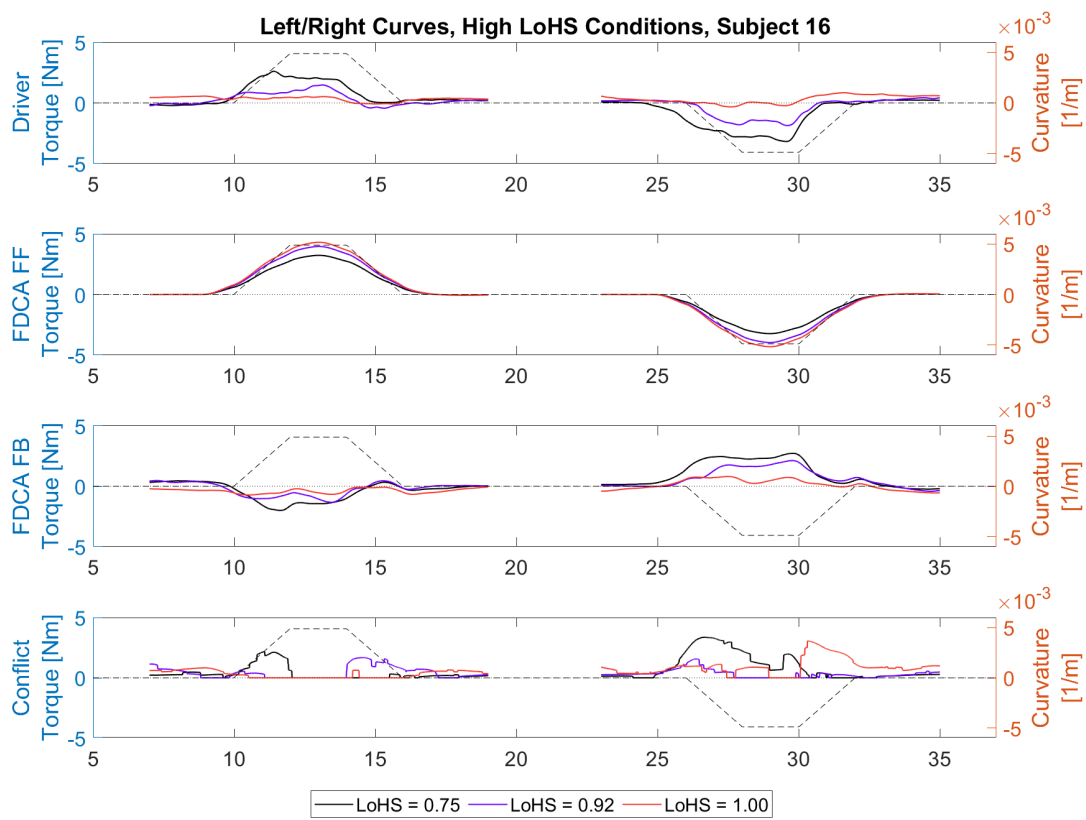 Left/Right Curves, High LoHS Conditions, Subject 16
×10⁻³
Driver
Torque [Nm]
5
0
-5
5
0
-5
Curvature
[1/m]
5 10 15 20 25 30 35
×10⁻³
FDCA FF
Torque [Nm]
5
0
-5
5
0
-5
Curvature
[1/m]
5 10 15 20 25 30 35
×10⁻³
FDCA FB
Torque [Nm]
5
0
-5
5
0
-5
Curvature
[1/m]
5 10 15 20 25 30 35
×10⁻³
Conflict
Torque [Nm]
5
0
-5
5
0
-5
Curvature
[1/m]
5 10 15 20 25 30 35
LoHS = 0.75 LoHS = 0.92 LoHS = 1.00